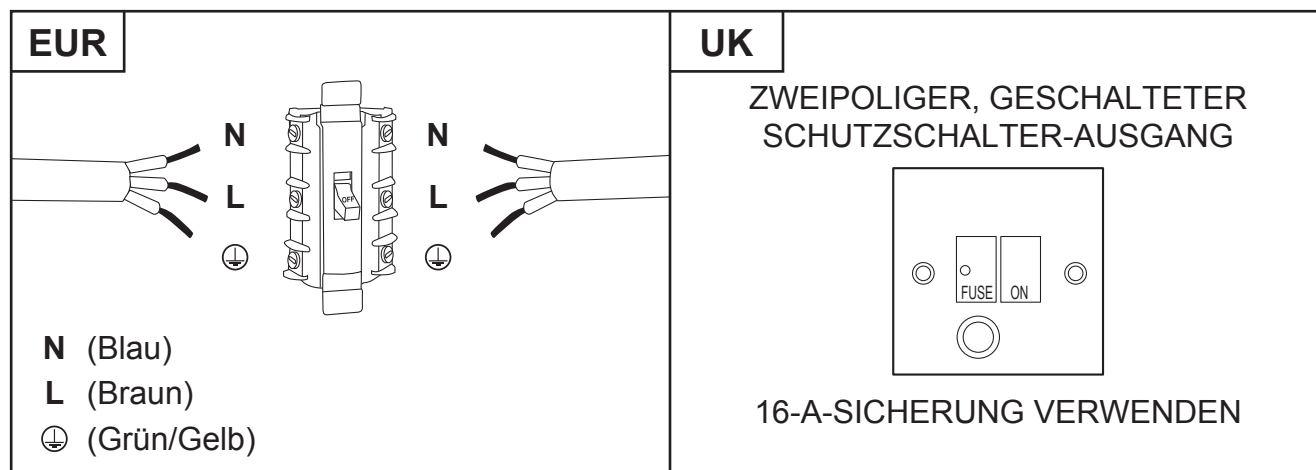 EUR
N
N
L
L
OFF
N (Blau)
L (Braun)
(Grün/Gelb)
UK
ZWEIPOLIGER, GESCHALTETER
SCHUTZSCHALTER-AUSGANG
FUSE
ON
16-A-SICHERUNG VERWENDEN